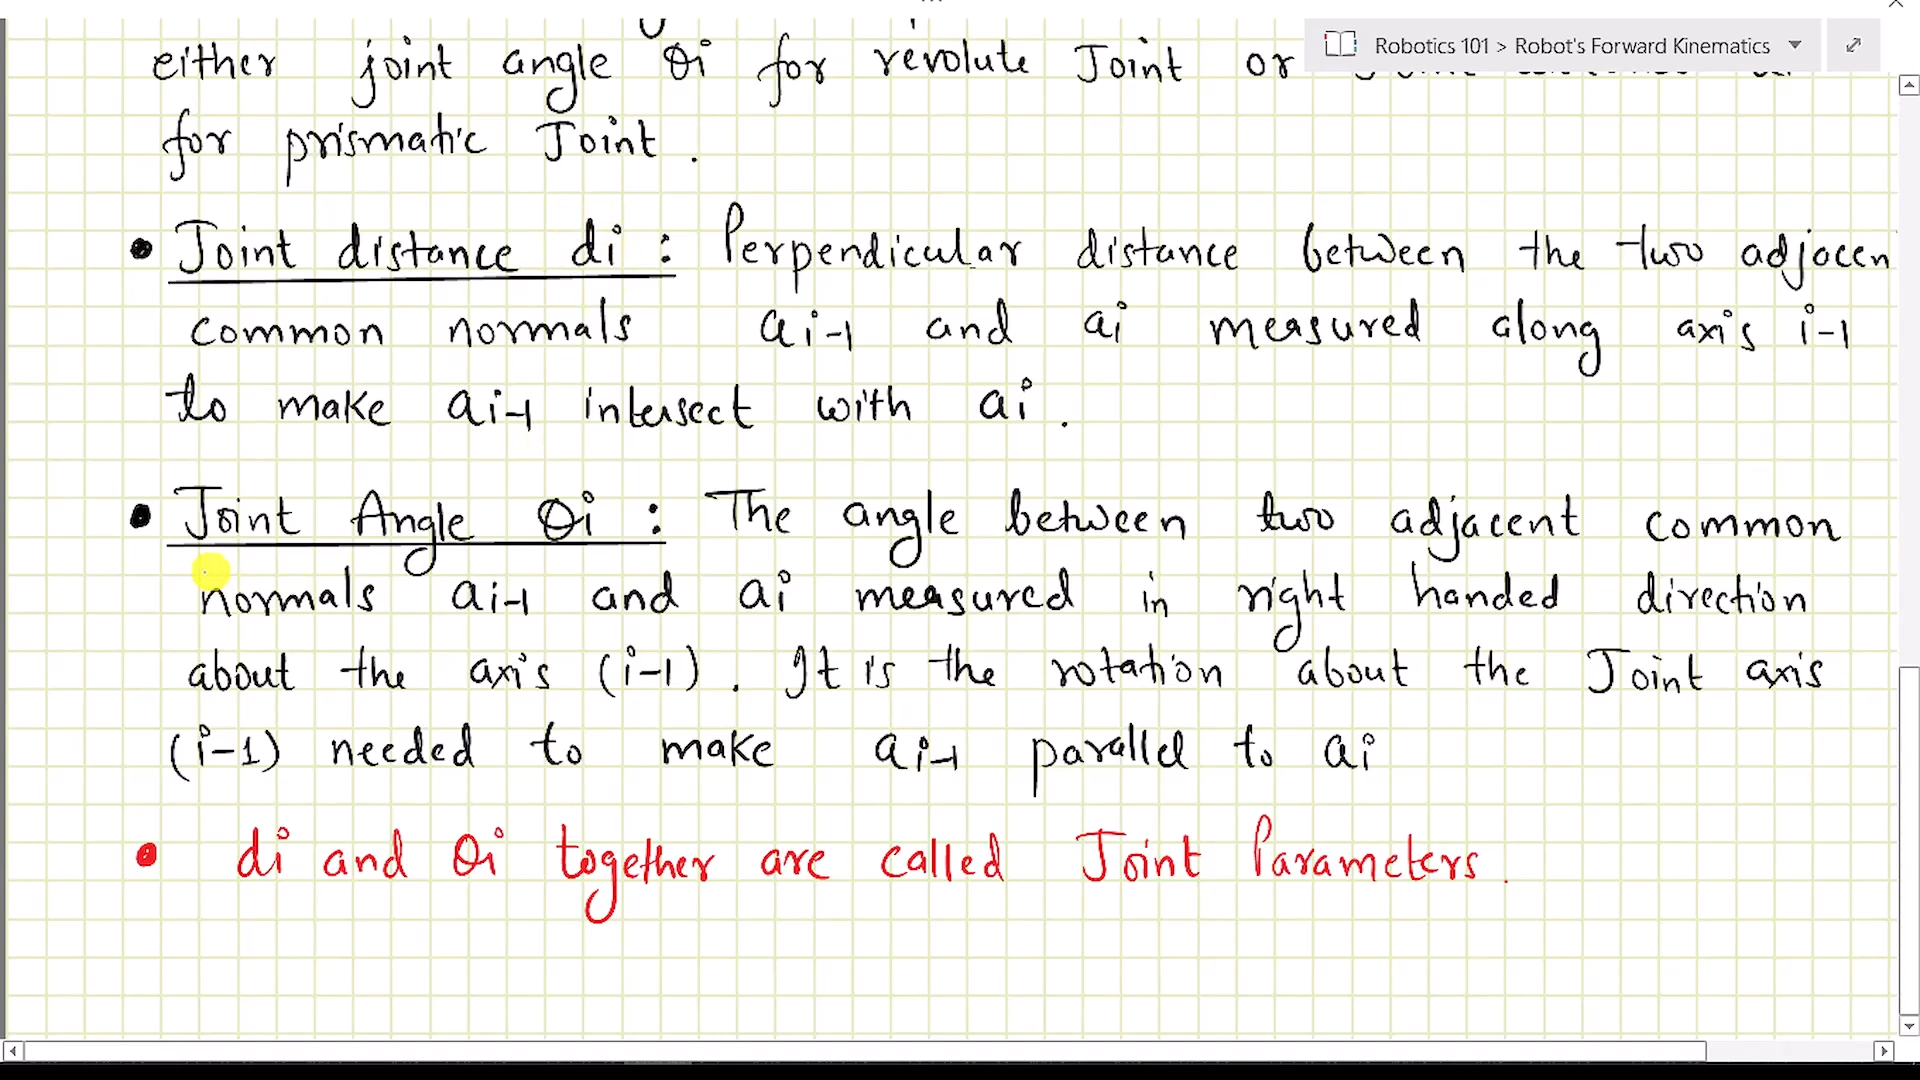 Robotics 101 > Robot's Forward Kinematics
either joint angle θi for revolute Joint or
for prismatic Joint.
• Joint distance di : Perpendicular distance between the two adjacen
common normals ai-1 and ai measured along axis i-1
to make ai-1 intersect with ai.
• Joint Angle θi : The angle between two adjacent common
normals ai-1 and ai measured in right handed direction
about the axis (i-1). It is the rotation about the Joint axis
(i-1) needed to make ai-1 parallel to ai
• di and θi together are called Joint Parameters.